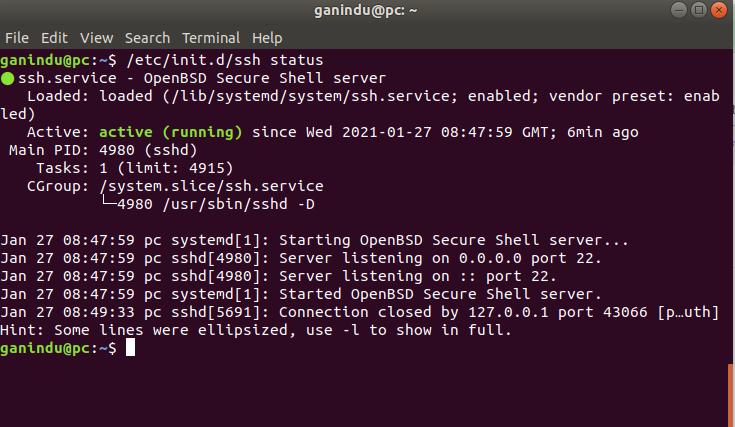 ganindu@pc: ~
File Edit View Search Terminal Help
ganindu@pc:~$ /etc/init.d/ssh status
● ssh.service - OpenBSD Secure Shell server
   Loaded: loaded (/lib/systemd/system/ssh.service; enabled; vendor preset: enab
led)
   Active: active (running) since Wed 2021-01-27 08:47:59 GMT; 6min ago
 Main PID: 4980 (sshd)
    Tasks: 1 (limit: 4915)
   CGroup: /system.slice/ssh.service
           └─4980 /usr/sbin/sshd -D
Jan 27 08:47:59 pc systemd[1]: Starting OpenBSD Secure Shell server...
Jan 27 08:47:59 pc sshd[4980]: Server listening on 0.0.0.0 port 22.
Jan 27 08:47:59 pc sshd[4980]: Server listening on :: port 22.
Jan 27 08:47:59 pc systemd[1]: Started OpenBSD Secure Shell server.
Jan 27 08:49:33 pc sshd[5691]: Connection closed by 127.0.0.1 port 43066 [p…uth]
Hint: Some lines were ellipsized, use -l to show in full.
ganindu@pc:~$